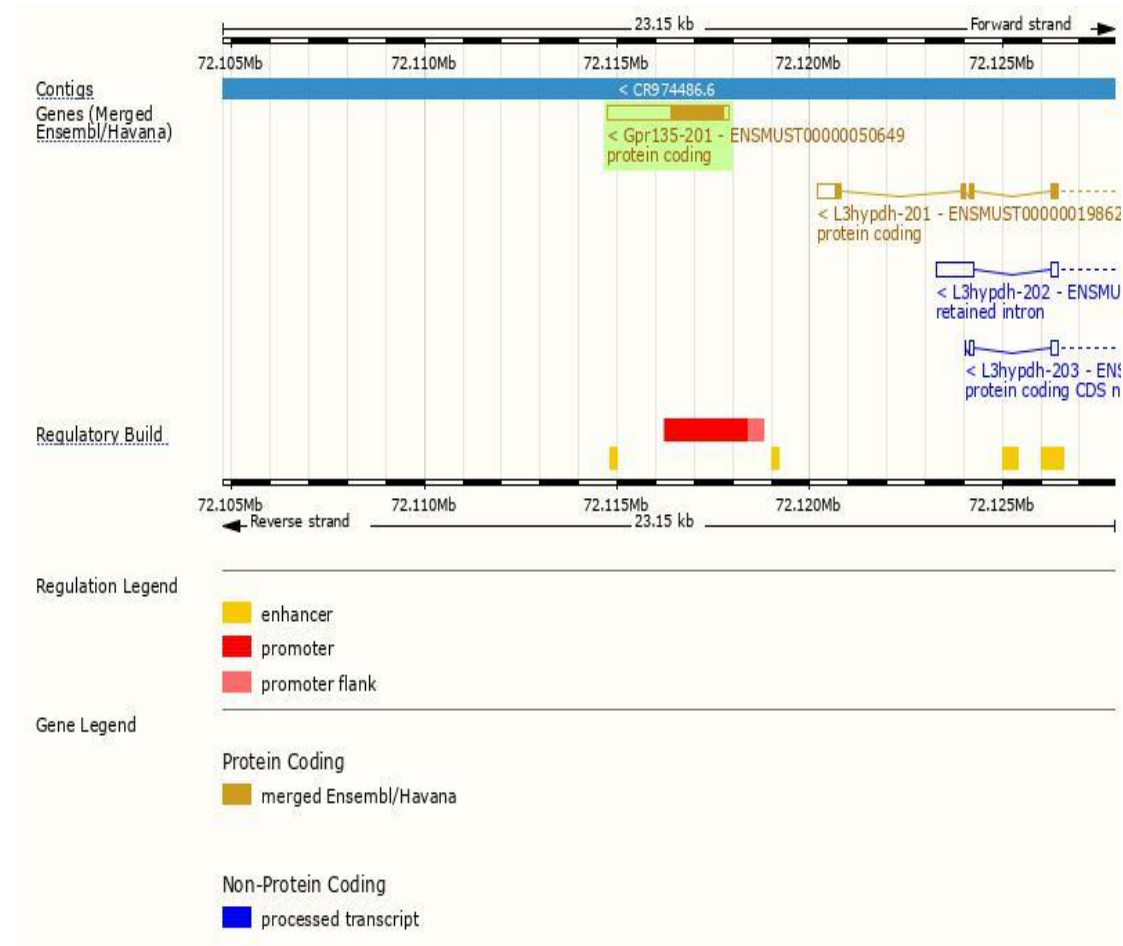 23.15 kb Forward strand
72.105Mb 72.110Mb 72.115Mb 72.120Mb 72.125Mb
Contigs < CR974486.6
Genes (Merged
Ensembl/Havana)
< Gpr135-201 - ENSMUST00000050649
protein coding
< L3hypdh-201 - ENSMUST00000019862
protein coding
< L3hypdh-202 - ENSMU
retained intron
< L3hypdh-203 - ENS
protein coding CDS n
Regulatory Build
72.105Mb 72.110Mb 72.115Mb 72.120Mb 72.125Mb
Reverse strand 23.15 kb
Regulation Legend
enhancer
promoter
promoter flank
Gene Legend
Protein Coding
merged Ensembl/Havana
Non-Protein Coding
processed transcript